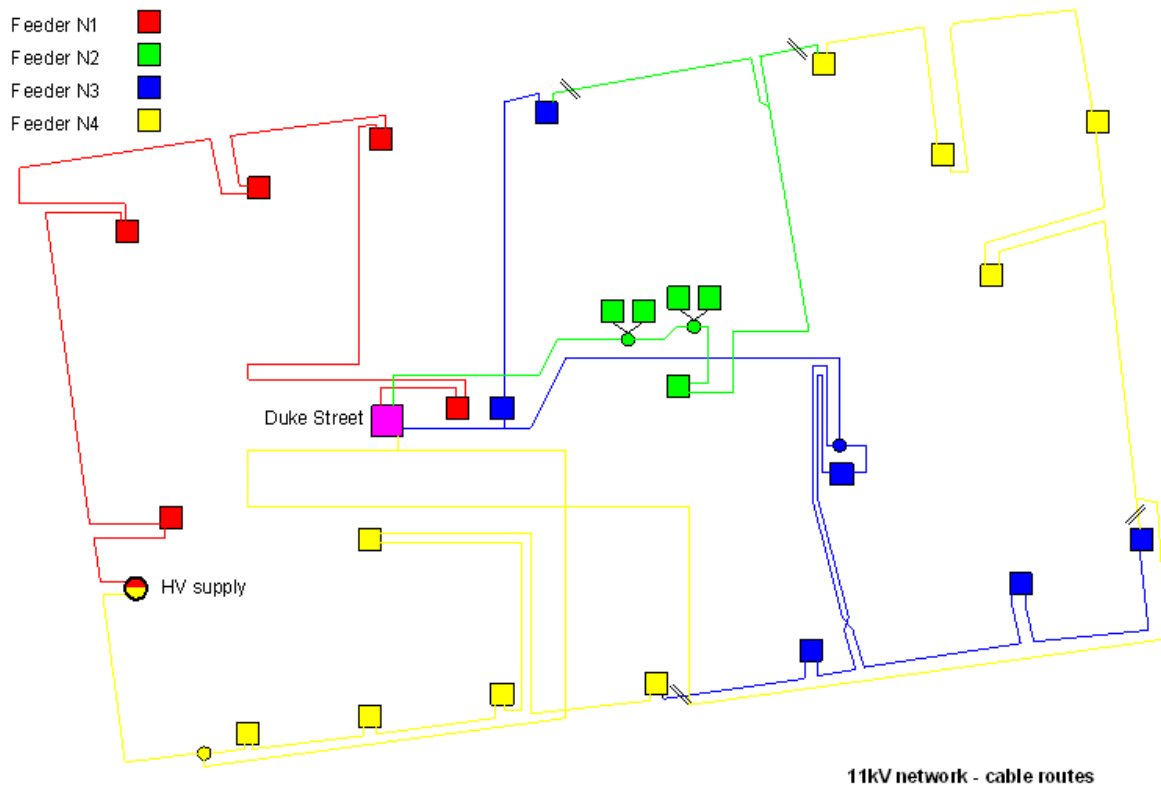 Feeder N1
Feeder N2
Feeder N3
Feeder N4
Duke Street
HV supply
11kV network - cable routes